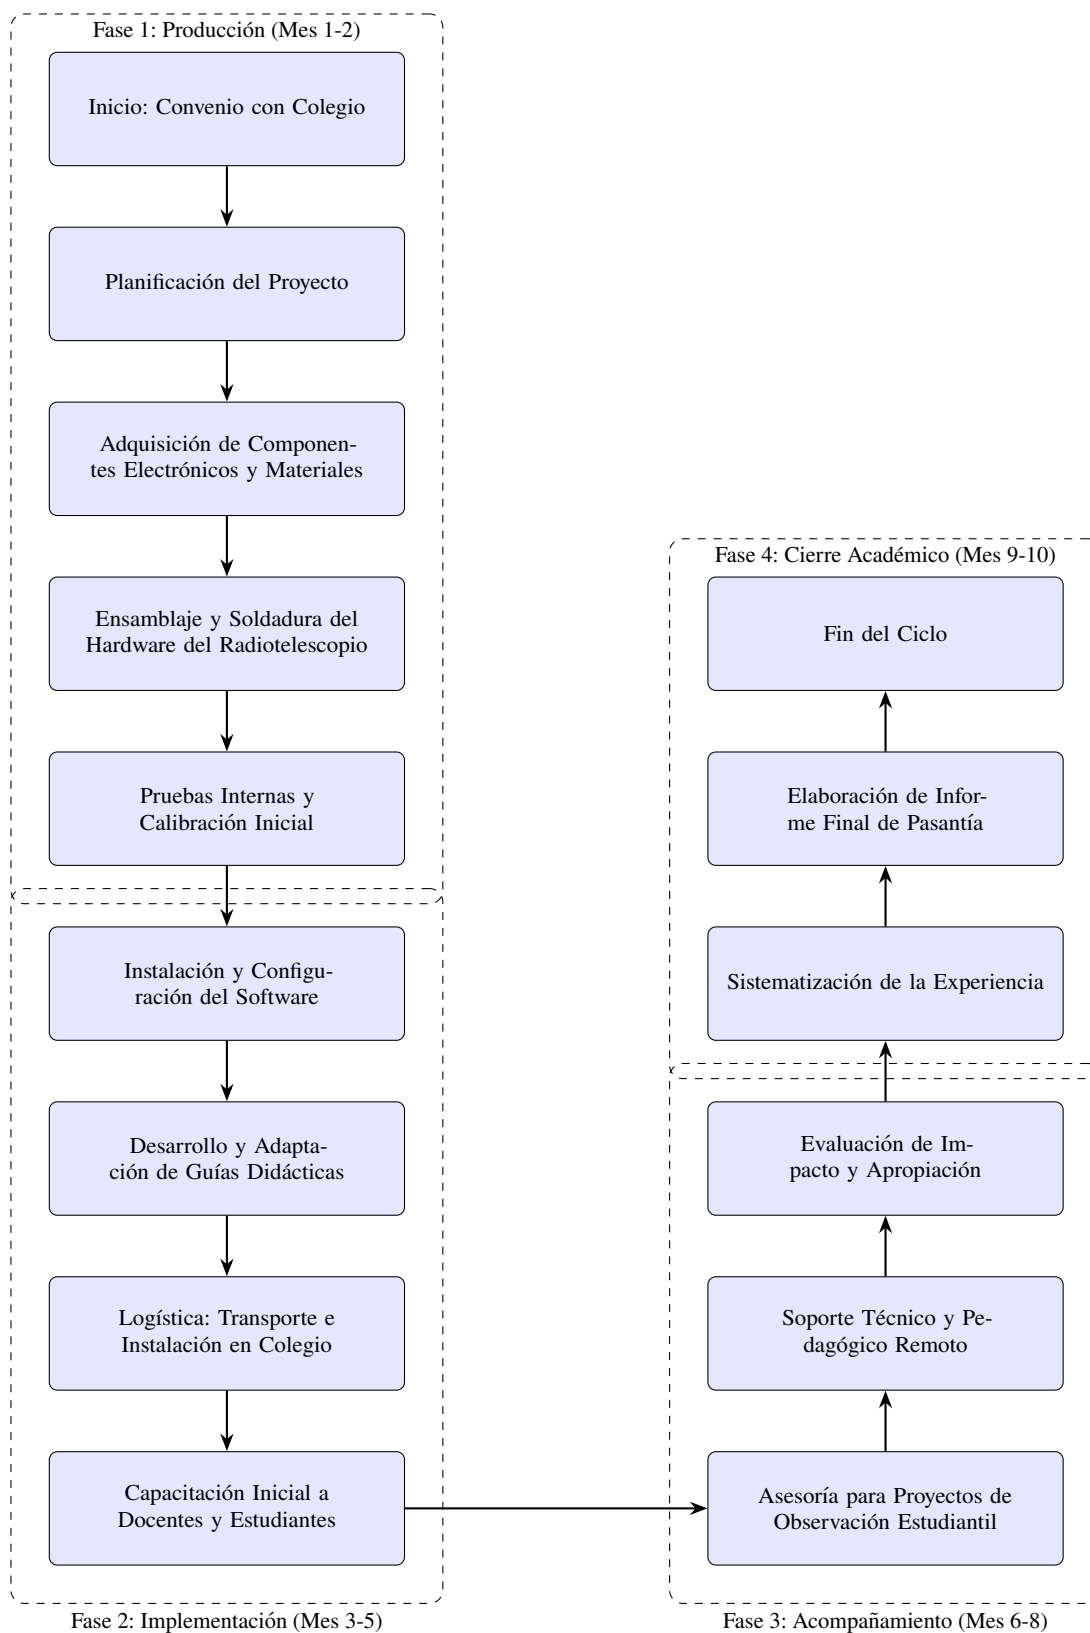 Fase 1: Producción (Mes 1-2)
Inicio: Convenio con Colegio
Planificación del Proyecto
Adquisición de Componen-
tes Electrónicos y Materiales
Ensamblaje y Soldadura del
Hardware del Radiotelescopio
Pruebas Internas y
Calibración Inicial
Instalación y Configu-
ración del Software
Desarrollo y Adapta-
ción de Guías Didácticas
Logística: Transporte e
Instalación en Colegio
Capacitación Inicial a
Docentes y Estudiantes
Fase 2: Implementación (Mes 3-5)
Fase 4: Cierre Académico (Mes 9-10)
Fin del Ciclo
Elaboración de Infor-
me Final de Pasantía
Sistematización de la Experiencia
Evaluación de Im-
pacto y Apropiación
Soporte Técnico y Pe-
dagógico Remoto
Asesoría para Proyectos de
Observación Estudiantil
Fase 3: Acompañamiento (Mes 6-8)